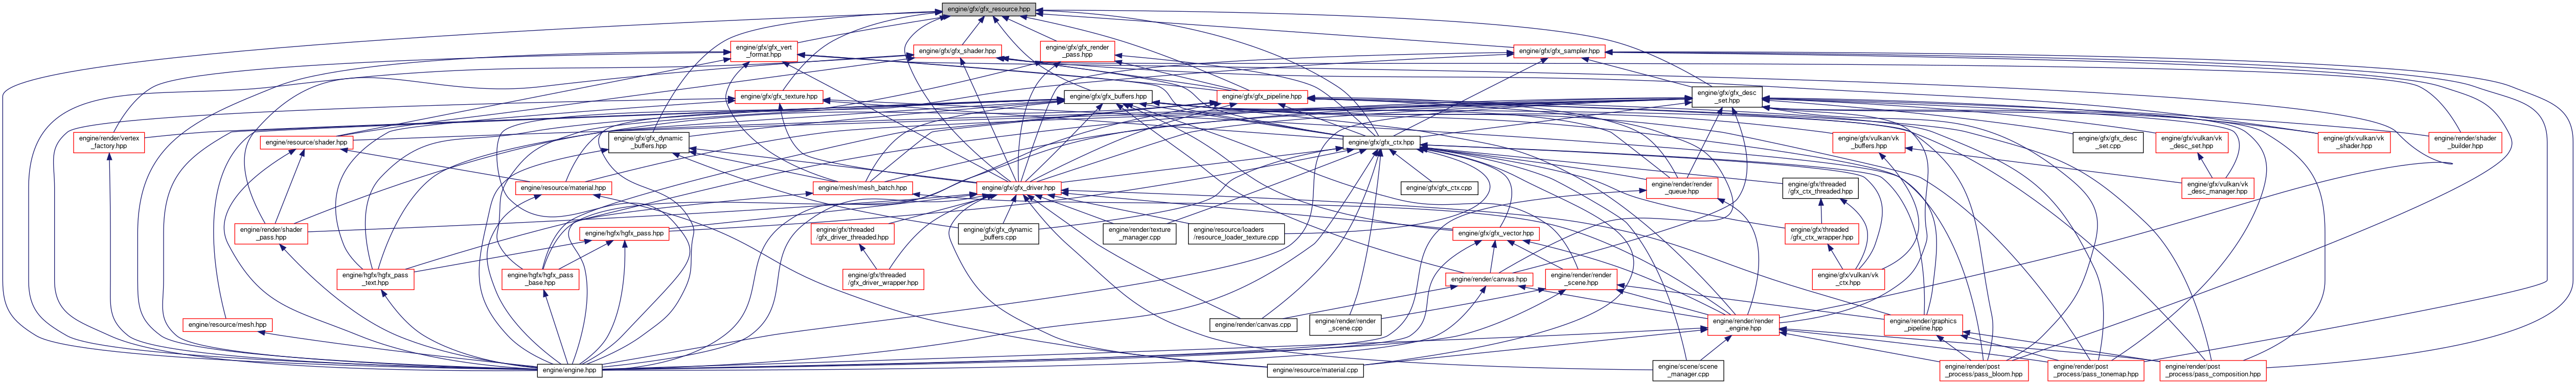 engine/gfx/gfx_resource.hpp
engine/gfx/gfx_vert
_format.hpp
engine/gfx/gfx_shader.hpp
engine/gfx/gfx_render
_pass.hpp
engine/gfx/gfx_sampler.hpp
engine/gfx/gfx_texture.hpp
engine/gfx/gfx_buffers.hpp
engine/gfx/gfx_pipeline.hpp
engine/gfx/gfx_desc
_set.hpp
engine/render/vertex
_factory.hpp
engine/resource/shader.hpp
engine/gfx/gfx_dynamic
_buffers.hpp
engine/gfx/gfx_ctx.hpp
engine/gfx/vulkan/vk
_buffers.hpp
engine/gfx/gfx_desc
_set.cpp
engine/gfx/vulkan/vk
_desc_set.hpp
engine/gfx/vulkan/vk
_shader.hpp
engine/render/shader
_builder.hpp
engine/resource/material.hpp
engine/mesh/mesh_batch.hpp
engine/gfx/gfx_driver.hpp
engine/gfx/gfx_ctx.cpp
engine/render/render
_queue.hpp
engine/gfx/threaded
/gfx_ctx_threaded.hpp
engine/gfx/vulkan/vk
_desc_manager.hpp
engine/render/shader
_pass.hpp
engine/hgfx/hgfx_pass.hpp
engine/gfx/threaded
/gfx_driver_threaded.hpp
engine/gfx/gfx_dynamic
_buffers.cpp
engine/render/texture
_manager.cpp
engine/resource/loaders
/resource_loader_texture.cpp
engine/gfx/gfx_vector.hpp
engine/gfx/threaded
/gfx_ctx_wrapper.hpp
engine/hgfx/hgfx_pass
_text.hpp
engine/hgfx/hgfx_pass
_base.hpp
engine/gfx/threaded
/gfx_driver_wrapper.hpp
engine/render/canvas.hpp
engine/render/render
_scene.hpp
engine/gfx/vulkan/vk
_ctx.hpp
engine/resource/mesh.hpp
engine/render/canvas.cpp
engine/render/render
_scene.cpp
engine/render/render
_engine.hpp
engine/render/graphics
_pipeline.hpp
engine/engine.hpp
engine/resource/material.cpp
engine/scene/scene
_manager.cpp
engine/render/post
_process/pass_bloom.hpp
engine/render/post
_process/pass_tonemap.hpp
engine/render/post
_process/pass_composition.hpp